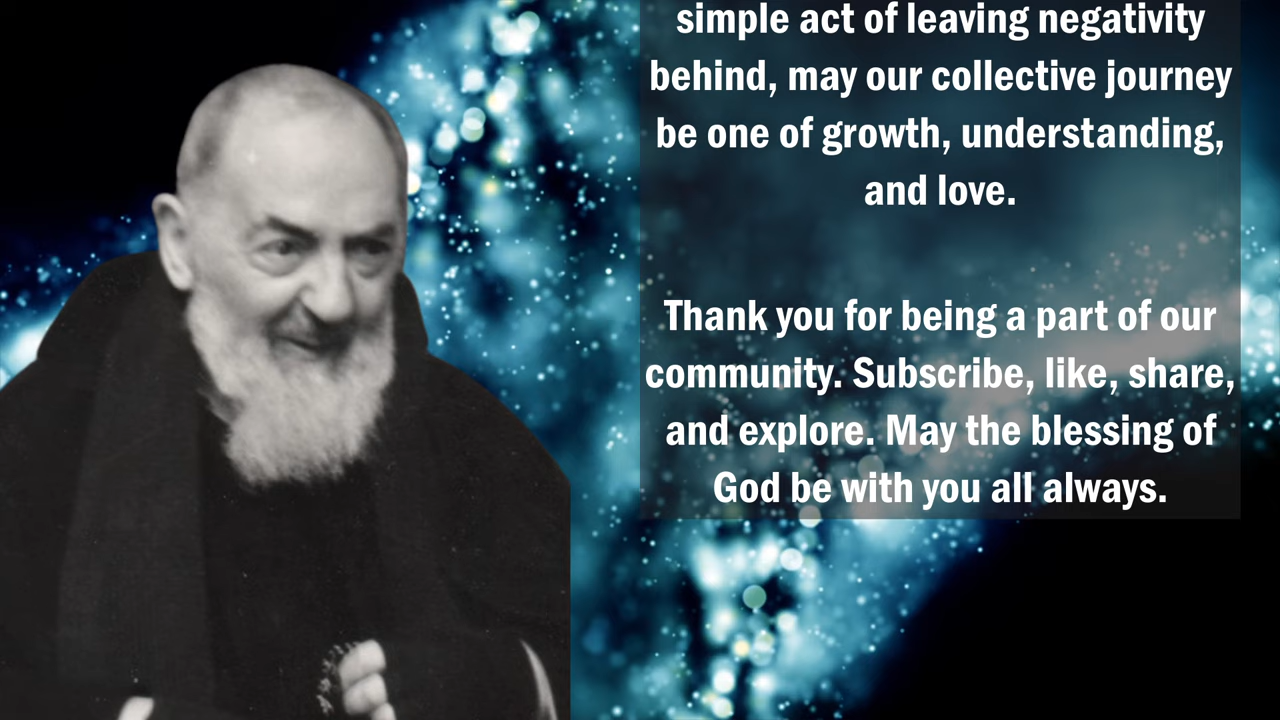 simple act of leaving negativity
behind, may our collective journey
be one of growth, understanding,
and love.
Thank you for being a part of our
community. Subscribe, like, share,
and explore. May the blessing of
God be with you all always.